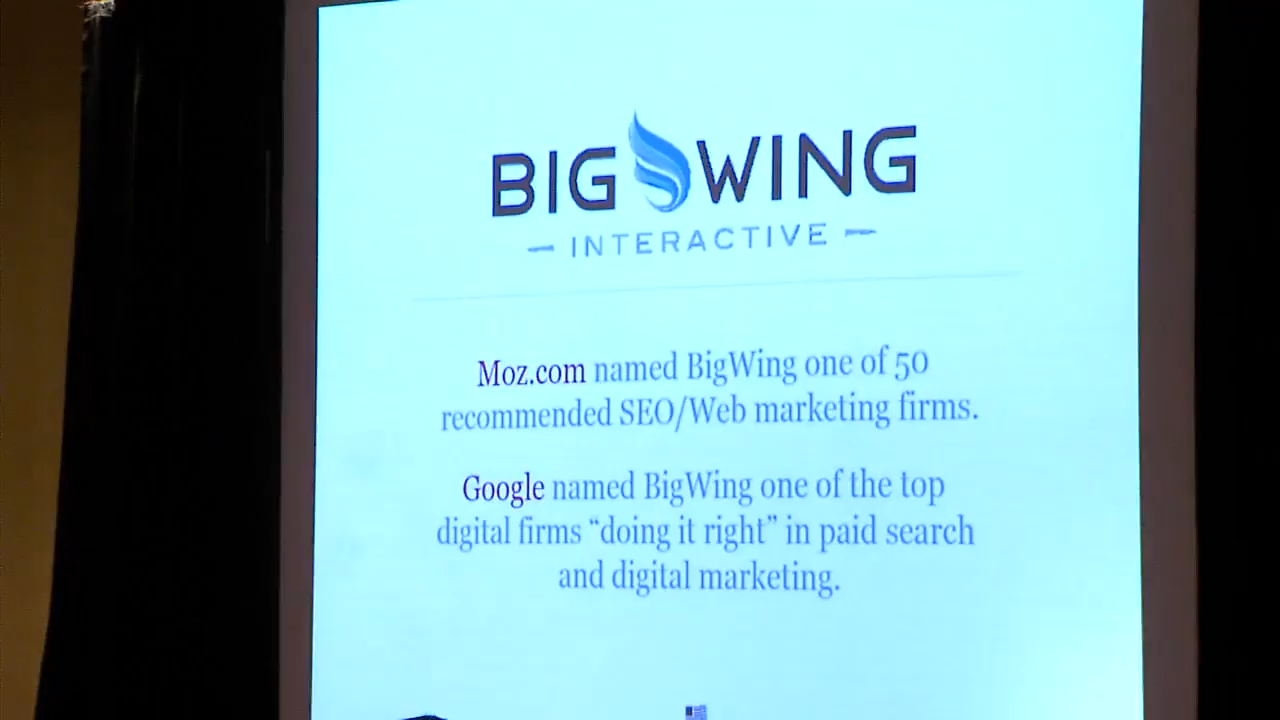 BIG WING
INTERACTIVE
Moz.com named BigWing one of 50
recommended SEO/Web marketing firms.
Google named BigWing one of the top
digital firms “doing it right” in paid search
and digital marketing.